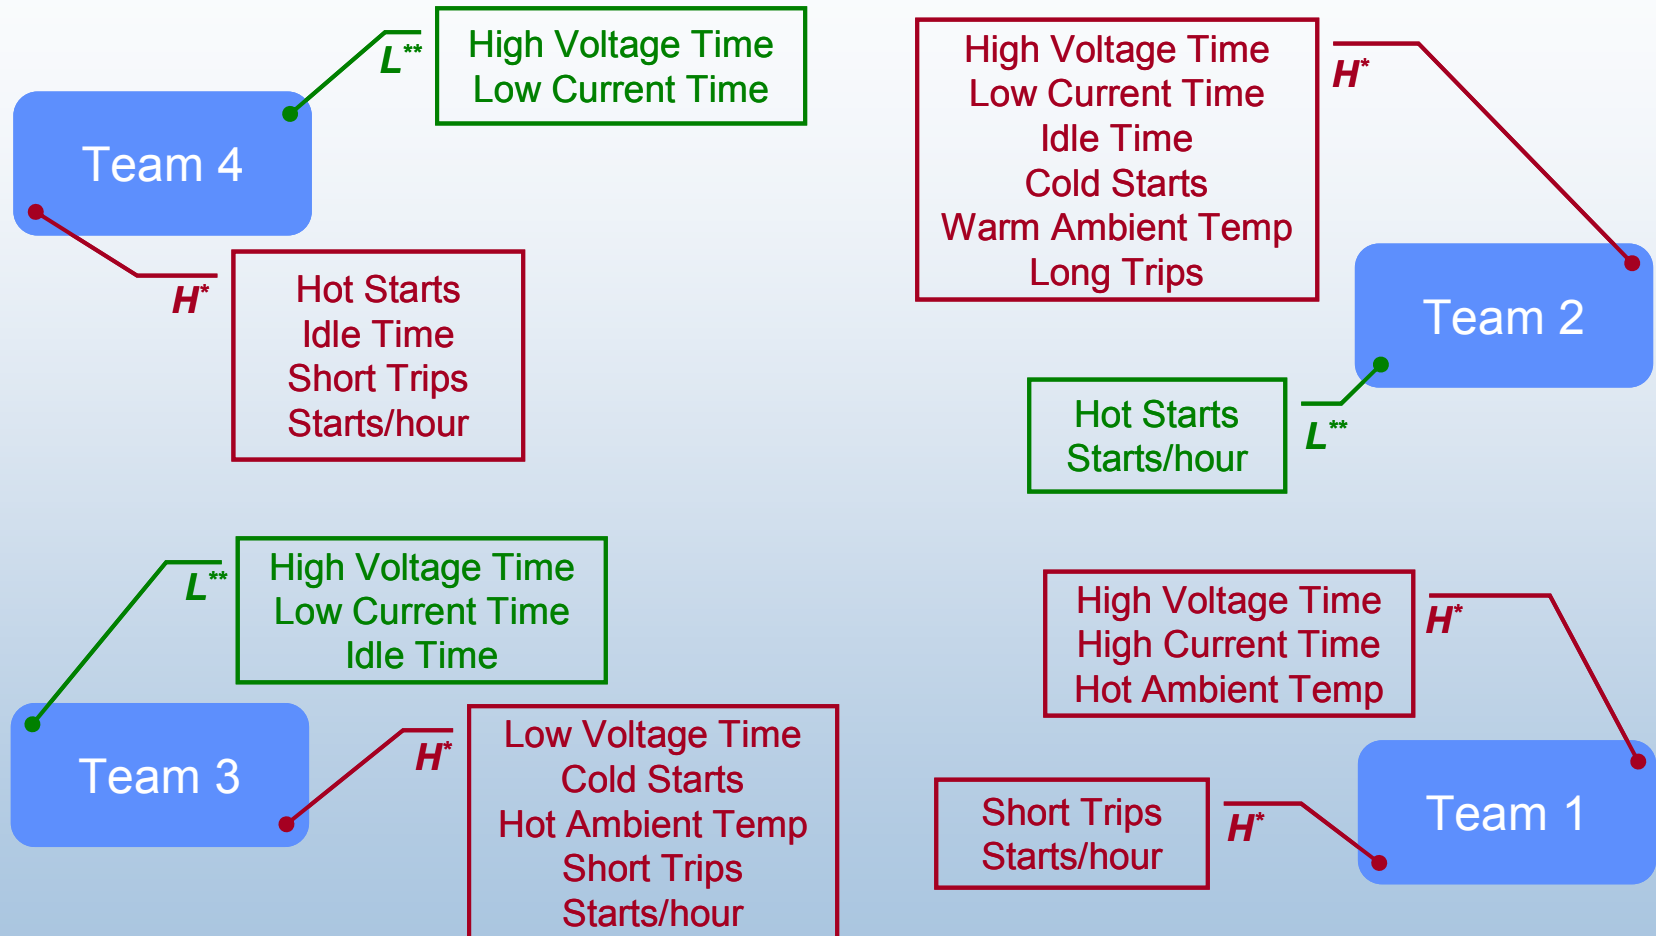 L**
High Voltage Time
Low Current Time
Team 4
H*
Hot Starts
Idle Time
Short Trips
Starts/hour
High Voltage Time
Low Current Time
Idle Time
Cold Starts
Warm Ambient Temp
Long Trips
H*
Team 2
Hot Starts
Starts/hour
L**
L**
High Voltage Time
Low Current Time
Idle Time
Team 3
H*
Low Voltage Time
Cold Starts
Hot Ambient Temp
Short Trips
Starts/hour
High Voltage Time
High Current Time
Hot Ambient Temp
H*
Short Trips
Starts/hour
H*
Team 1